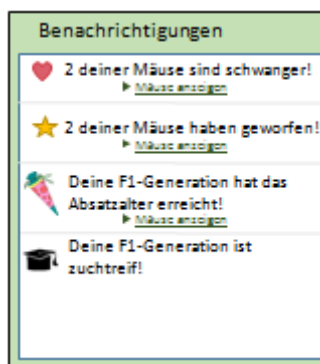 Benachrichtigungen
2 deiner Mäuse sind schwanger!
Mäuse anzeigen
2 deiner Mäuse haben geworfen!
Mäuse anzeigen
Deine F1-Generation hat das
Absatzalter erreicht!
Mäuse anzeigen
Deine F1-Generation ist
zuchtreif!